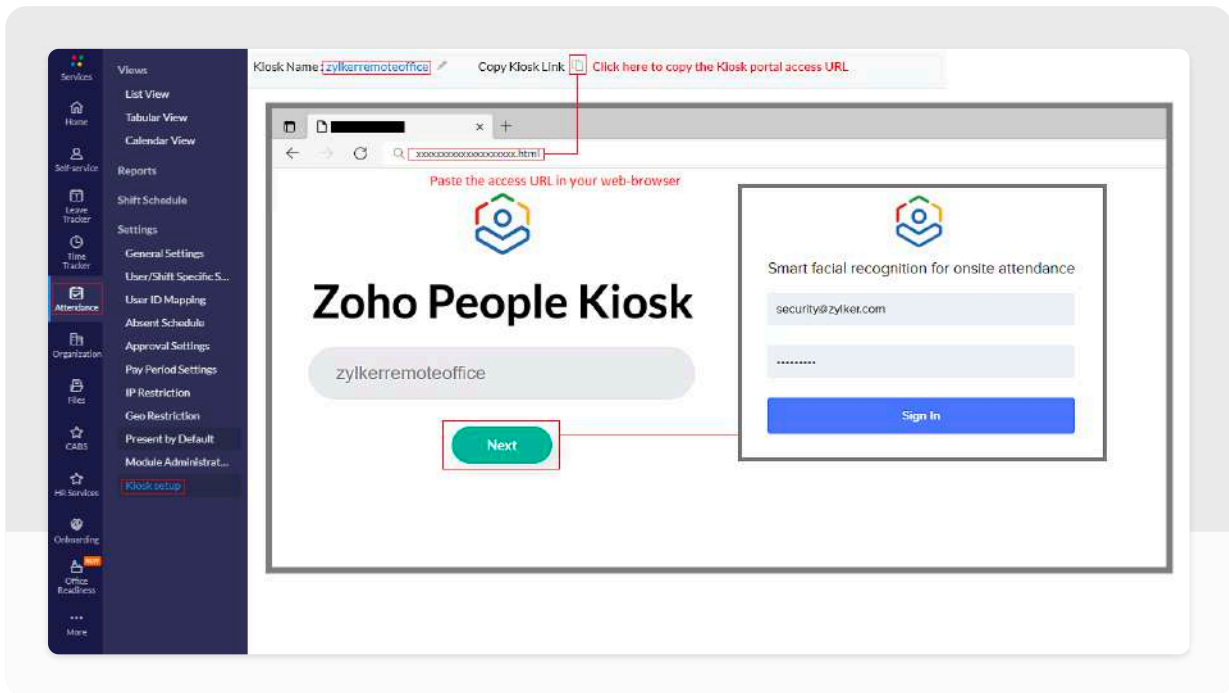 Services
Home
Self-service
Leave
Tracker
Time
Tracker
Attendance
Organization
Files
CABS
HR Services
Onboarding
NEW
Office
Readiness
More
Views
List View
Tabular View
Calendar View
Reports
Shift Schedule
Settings
General Settings
User/Shift Specific S...
User ID Mapping
Absent Schedule
Approval Settings
Pay Period Settings
IP Restriction
Geo Restriction
Present by Default
Module Administrat...
Kiosk setup
Kiosk Name: zylkerremoteoffice Copy Kiosk Link Click here to copy the Kiosk portal access URL
xxxxxxxxxxxxxxxxxxx.html
Paste the access URL in your web-browser
Zoho People Kiosk
zylkerremoteoffice
Next
Smart facial recognition for onsite attendance
security@zylker.com
Sign In